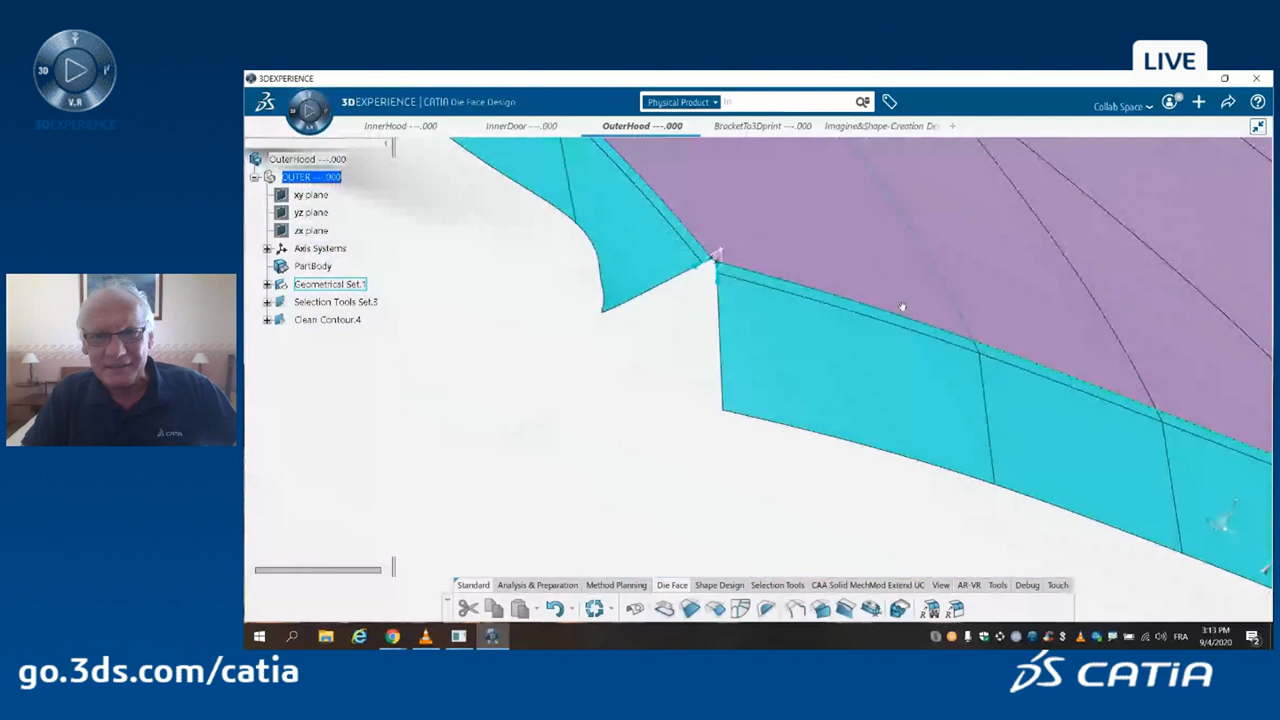 LIVE
3DEXPERIENCE
3D
V,R
3DEXPERIENCE
3DEXPERIENCE | CATIA Die Face Design
Physical Product
In
Collab Space
InnerHood ---.000
InnerDoor ---.000
OuterHood ---.000
BracketTo3Dprint ---.000
Imagine&Shape-Creation De
OuterHood ---.000
OUTER ---.000
xy plane
yz plane
zx plane
Axis Systems
PartBody
Geometrical Set.1
Selection Tools Set.3
Clean Contour.4
CATIA
Standard
Analysis & Preparation
Method Planning
Die Face
Shape Design
Selection Tools
CAA Solid MechMod Extend UC
View
AR-VR
Tools
Debug
Touch
FRA
3:13 PM
9/4/2020
go.3ds.com/catia
CATIA